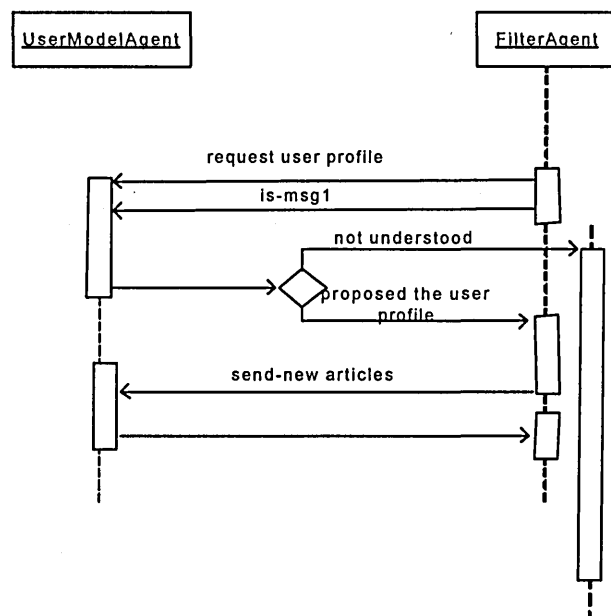 UserModelAgent
FilterAgent
request user profile
is-msg1
not understood
proposed the user
profile
send-new articles